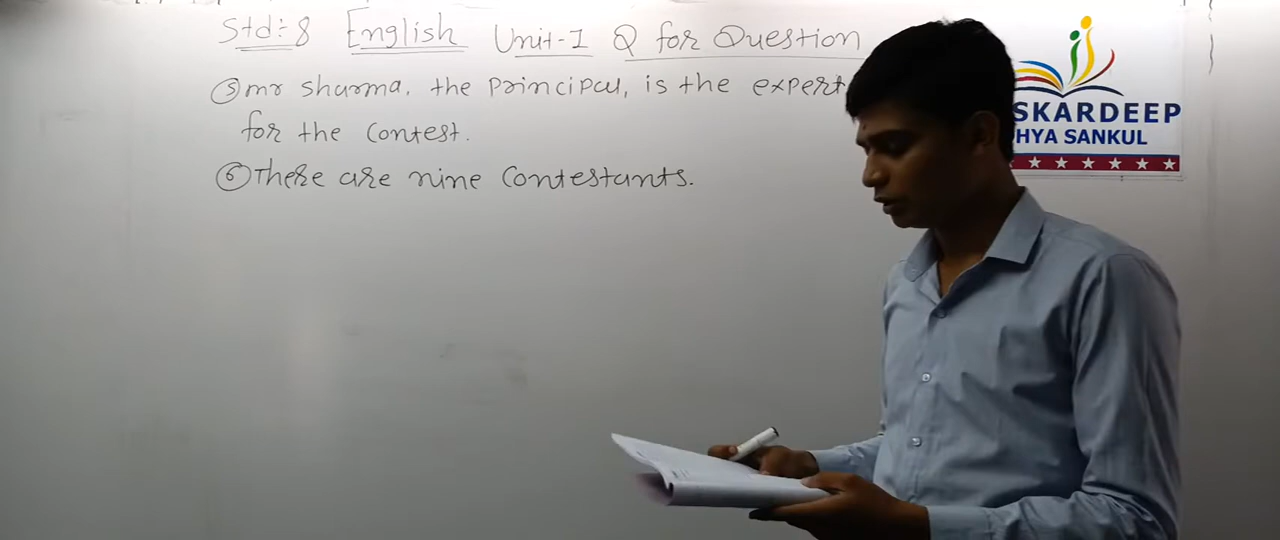 Std:- 8 English Unit-1 Q for Question
⑤ mr sharma, the principal, is the expert
for the contest.
⑥ There are nine contestants.
SKARDEEP
HYA SANKUL